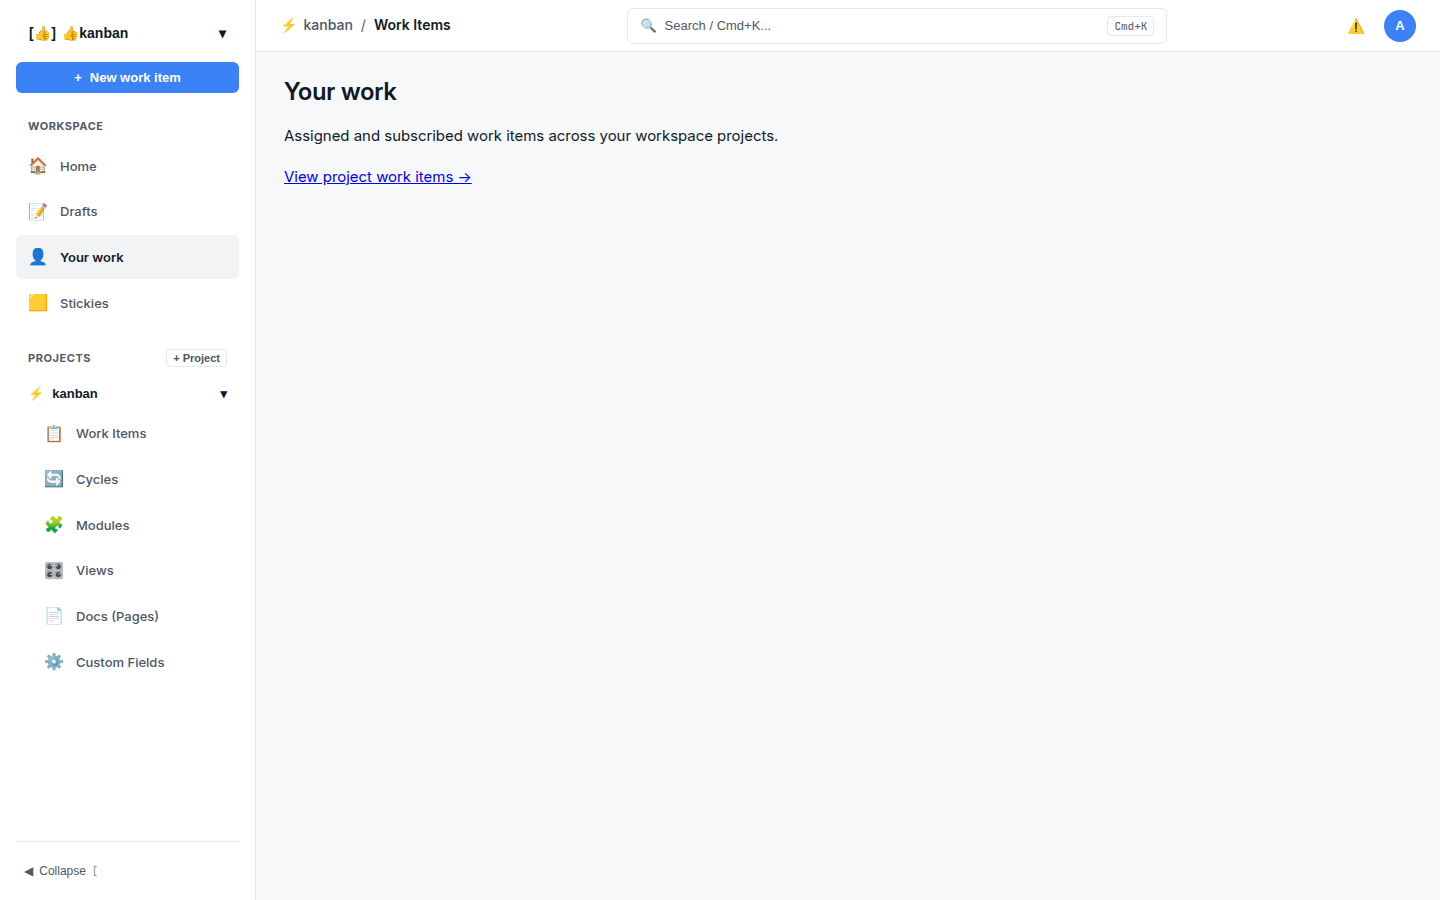 [👍] 👍kanban ▼
+ New work item
WORKSPACE
🏠 Home
📝 Drafts
👤 Your work
🟨 Stickies
PROJECTS + Project
⚡ kanban ▼
📋 Work Items
🔄 Cycles
🧩 Modules
🎛️ Views
📄 Docs (Pages)
⚙️ Custom Fields
◀ Collapse [
⚡ kanban / Work Items
🔍 Search / Cmd+K... Cmd+K
⚠️ A
Your work
Assigned and subscribed work items across your workspace projects.
View project work items →